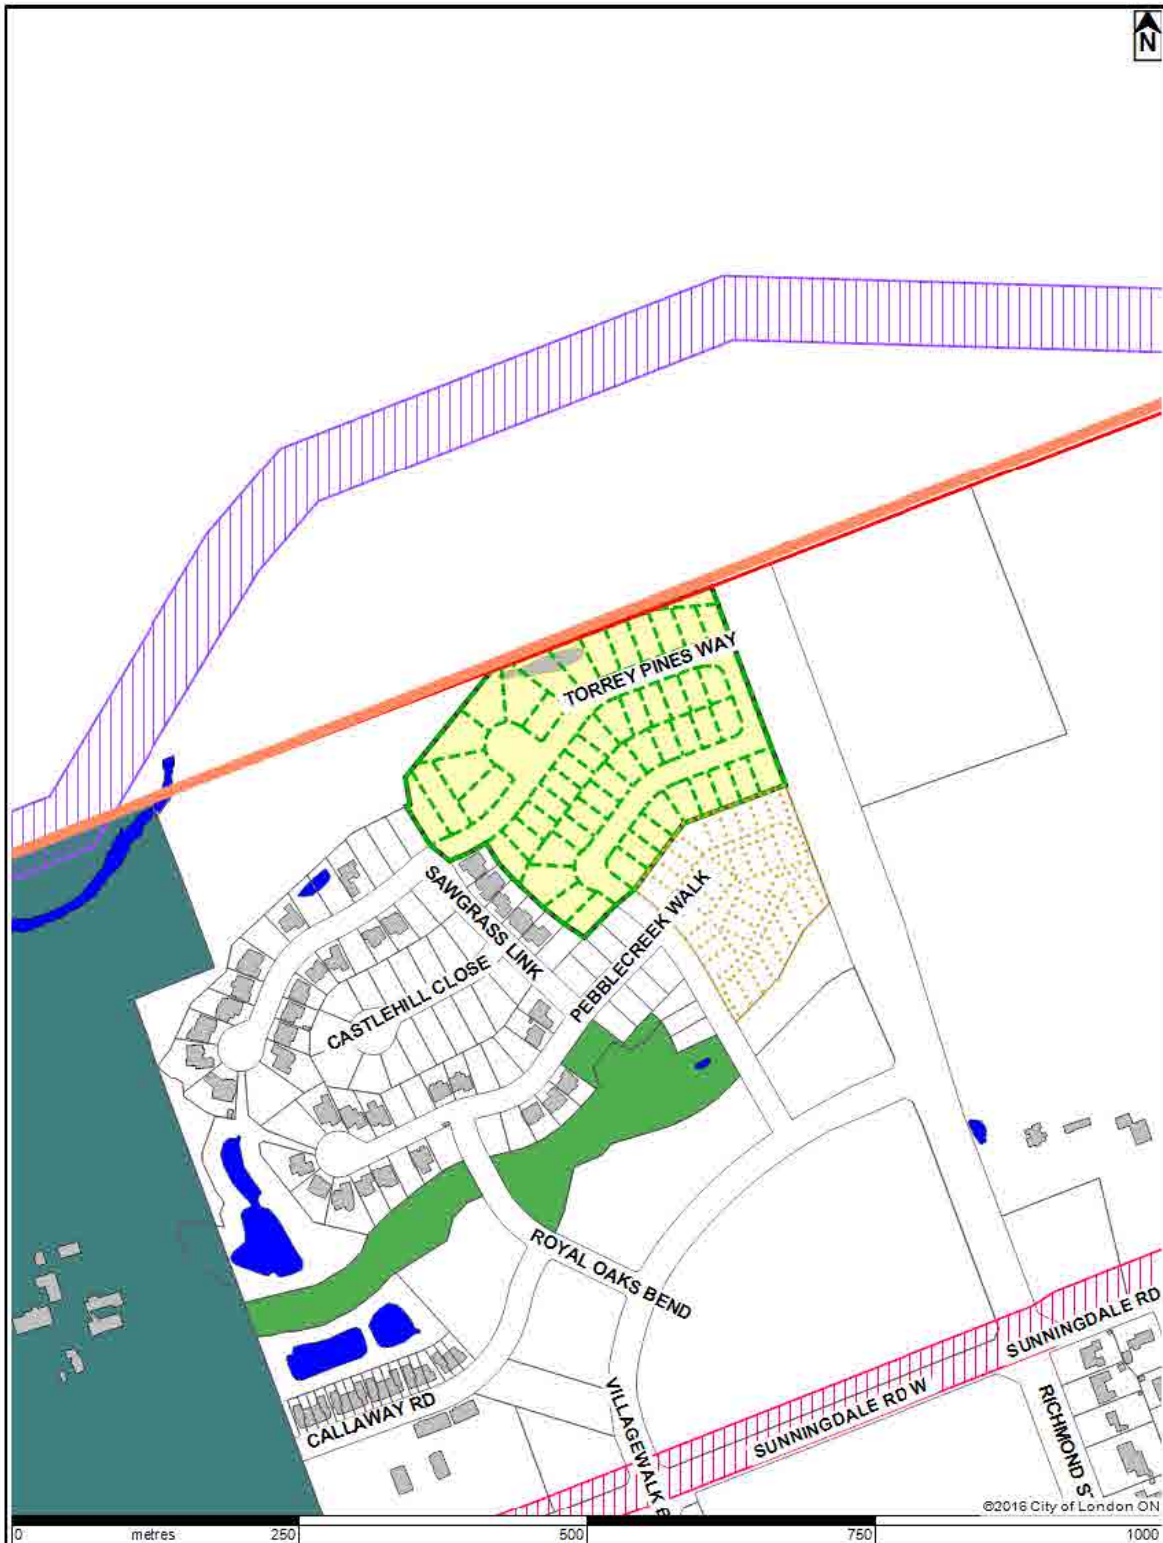 N
TORREY PINES WAY
SAWGRASS LINK
PEBBLECREEK WALK
CASTLEHILL CLOSE
ROYAL OAKS BEND
SUNNINGDALE RD
SUNNINGDALE RD W
CALLAWAY RD
VILLAGEWALK B
RICHMOND ST
©2016 City of London ON
0 metres 250 500 750 1000